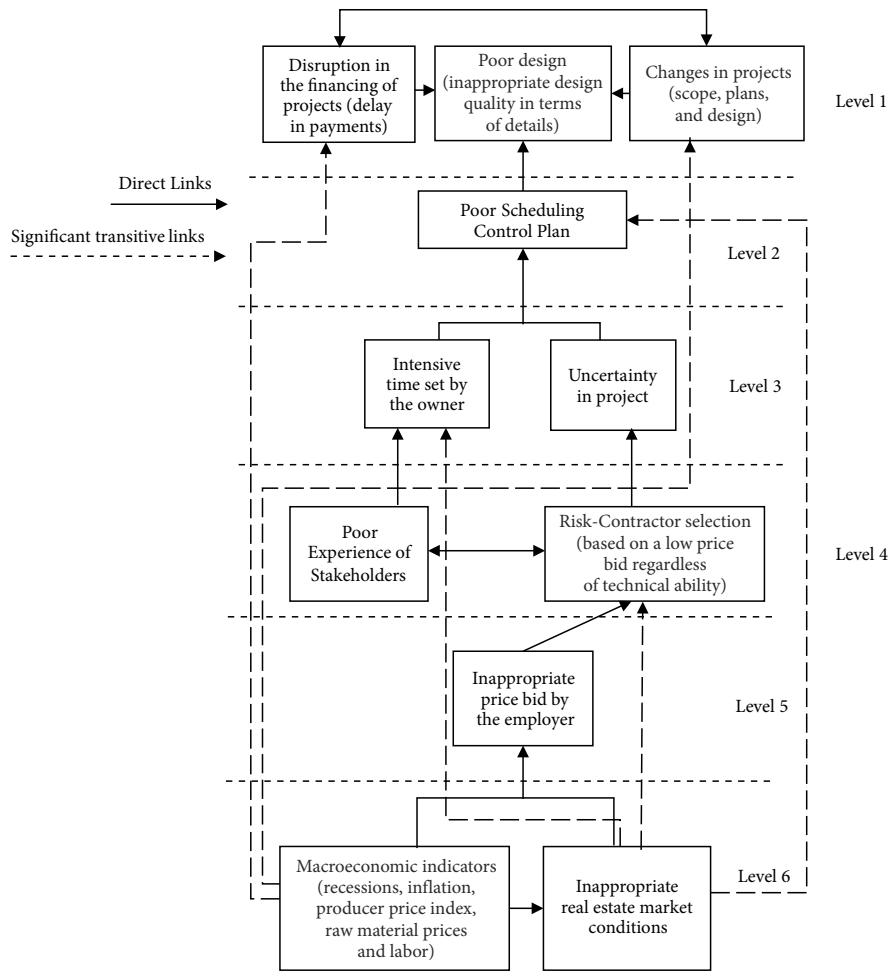 Disruption in
the financing of
projects (delay
in payments)
Poor design
(inappropriate design
quality in terms
of details)
Changes in projects
(scope, plans,
and design)
Level 1
Direct Links
Significant transitive links
Poor Scheduling
Control Plan
Level 2
Intensive
time set by
the owner
Uncertainty
in project
Level 3
Poor
Experience of
Stakeholders
Risk-Contractor selection
(based on a low price
bid regardless
of technical ability)
Level 4
Inappropriate
price bid by
the employer
Level 5
Macroeconomic indicators
(recessions, inflation,
producer price index,
raw material prices
and labor)
Inappropriate
real estate market
conditions
Level 6